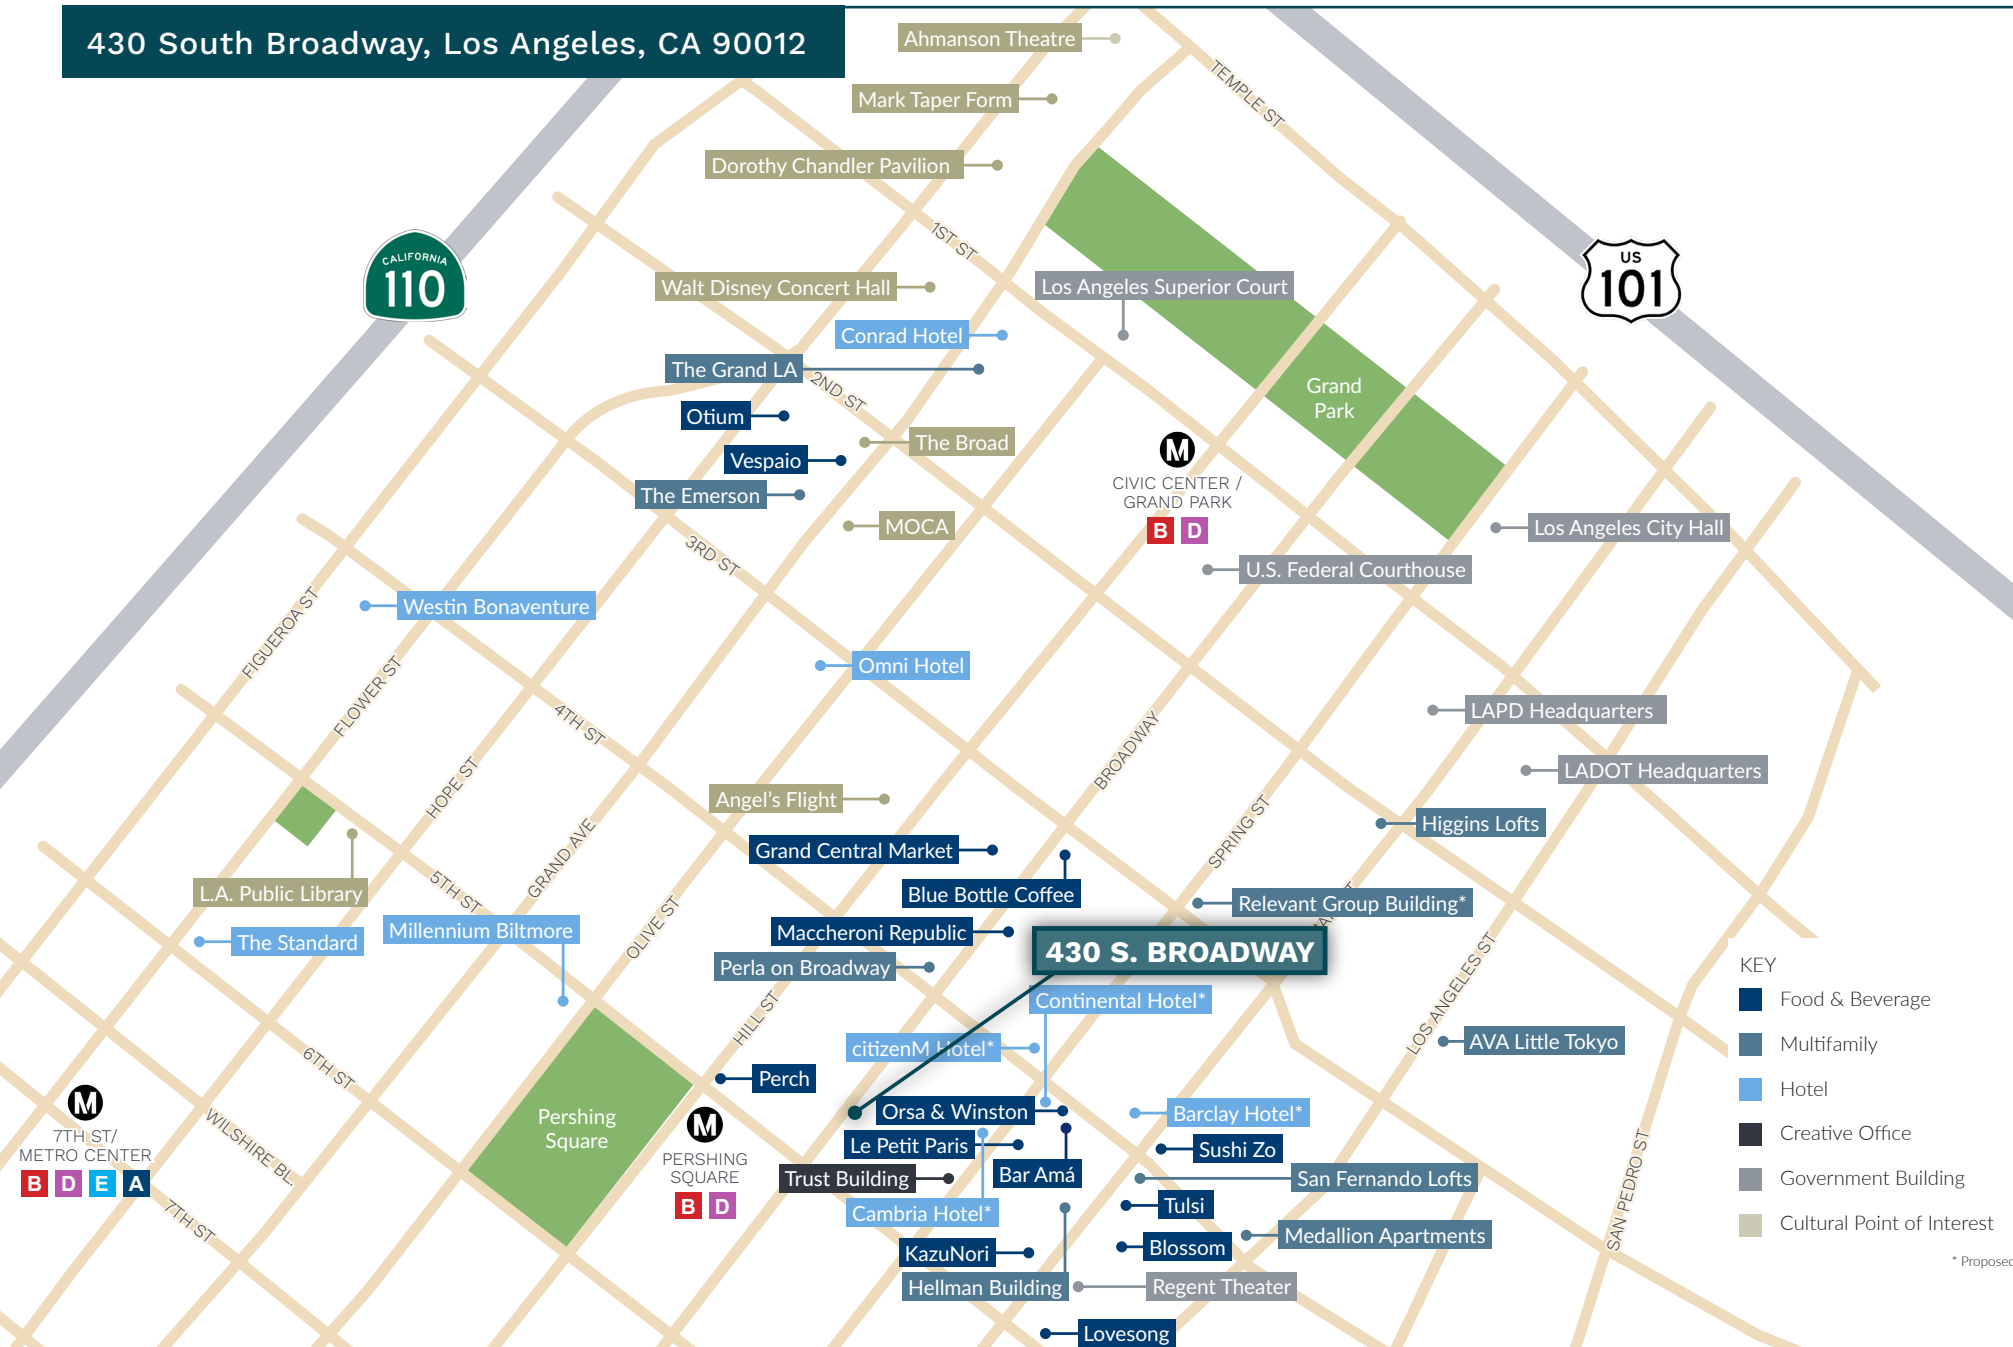 430 South Broadway, Los Angeles, CA 90012
Ahmanson Theatre
TEMPLE ST
Mark Taper Form
Dorothy Chandler Pavilion
1ST ST
CALIFORNIA
110
US
101
Walt Disney Concert Hall
Los Angeles Superior Court
Conrad Hotel
The Grand LA
2ND ST
Grand
Park
Otium
The Broad
Vespaio
M
CIVIC CENTER /
GRAND PARK
B D
The Emerson
MOCA
Los Angeles City Hall
3RD ST
U.S. Federal Courthouse
FIGUEROA ST
Westin Bonaventure
FLOWER ST
Omni Hotel
4TH ST
BROADWAY
LAPD Headquarters
LADOT Headquarters
HOPE ST
Angel's Flight
SPRING ST
Higgins Lofts
GRAND AVE
Grand Central Market
L.A. Public Library
5TH ST
Blue Bottle Coffee
Relevant Group Building*
OLIVE ST
Millennium Biltmore
The Standard
Maccheroni Republic
430 S. BROADWAY
Perla on Broadway
LOS ANGELES ST
HILL ST
Continental Hotel*
citizenM Hotel*
AVA Little Tokyo
6TH ST
Perch
M
7TH ST/
METRO CENTER
B D E A
WILSHIRE BL.
Pershing
Square
M
PERSHING
SQUARE
B D
Orsa & Winston
Barclay Hotel*
Le Petit Paris
Sushi Zo
Bar Amá
Trust Building
San Fernando Lofts
SAN PEDRO ST
7TH ST
Cambria Hotel*
Tulsi
KazuNori
Blossom
Medallion Apartments
Hellman Building
Regent Theater
Lovesong
KEY
Food & Beverage
Multifamily
Hotel
Creative Office
Government Building
Cultural Point of Interest
* Proposed